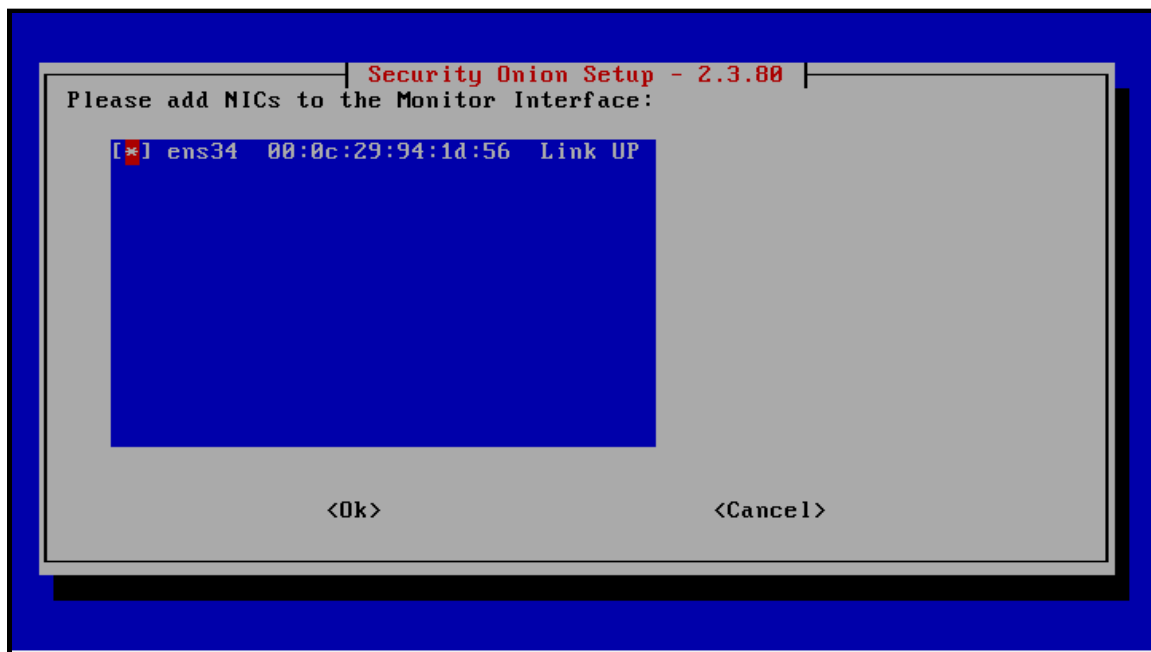 Security Onion Setup - 2.3.80
Please add NICs to the Monitor Interface:
[*] ens34  00:0c:29:94:1d:56  Link UP
<Ok> <Cancel>